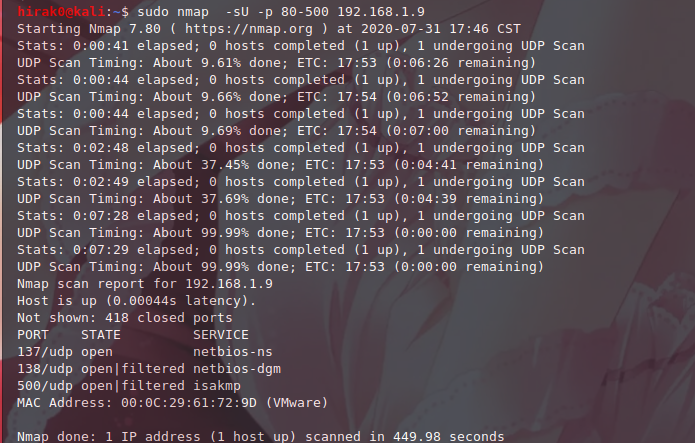 hirak0@kali:~$ sudo nmap  -sU -p 80-500 192.168.1.9
Starting Nmap 7.80 ( https://nmap.org ) at 2020-07-31 17:46 CST
Stats: 0:00:41 elapsed; 0 hosts completed (1 up), 1 undergoing UDP Scan
UDP Scan Timing: About 9.61% done; ETC: 17:53 (0:06:26 remaining)
Stats: 0:00:44 elapsed; 0 hosts completed (1 up), 1 undergoing UDP Scan
UDP Scan Timing: About 9.66% done; ETC: 17:54 (0:06:52 remaining)
Stats: 0:00:44 elapsed; 0 hosts completed (1 up), 1 undergoing UDP Scan
UDP Scan Timing: About 9.69% done; ETC: 17:54 (0:07:00 remaining)
Stats: 0:02:48 elapsed; 0 hosts completed (1 up), 1 undergoing UDP Scan
UDP Scan Timing: About 37.45% done; ETC: 17:53 (0:04:41 remaining)
Stats: 0:02:49 elapsed; 0 hosts completed (1 up), 1 undergoing UDP Scan
UDP Scan Timing: About 37.69% done; ETC: 17:53 (0:04:39 remaining)
Stats: 0:07:28 elapsed; 0 hosts completed (1 up), 1 undergoing UDP Scan
UDP Scan Timing: About 99.99% done; ETC: 17:53 (0:00:00 remaining)
Stats: 0:07:29 elapsed; 0 hosts completed (1 up), 1 undergoing UDP Scan
UDP Scan Timing: About 99.99% done; ETC: 17:53 (0:00:00 remaining)
Nmap scan report for 192.168.1.9
Host is up (0.00044s latency).
Not shown: 418 closed ports
PORT    STATE         SERVICE
137/udp open          netbios-ns
138/udp open|filtered netbios-dgm
500/udp open|filtered isakmp
MAC Address: 00:0C:29:61:72:9D (VMware)
Nmap done: 1 IP address (1 host up) scanned in 449.98 seconds